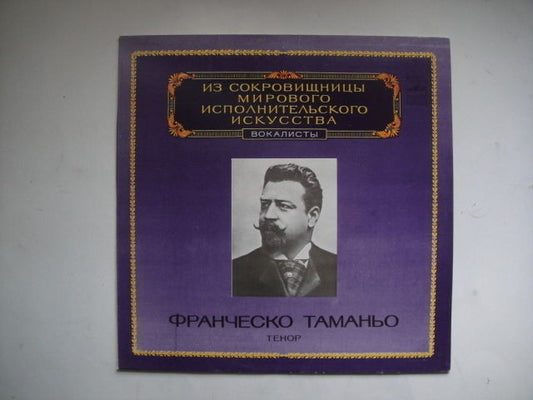 ИЗ СОКРОВИЩНИЦЫ
МИРОВОГО
ИСПОЛНИТЕЛЬСКОГО
ИСКУССТВА
ВОКАЛИСТЫ
ФРАНЧЕСКО ТАМАНЬО
ТЕНОР